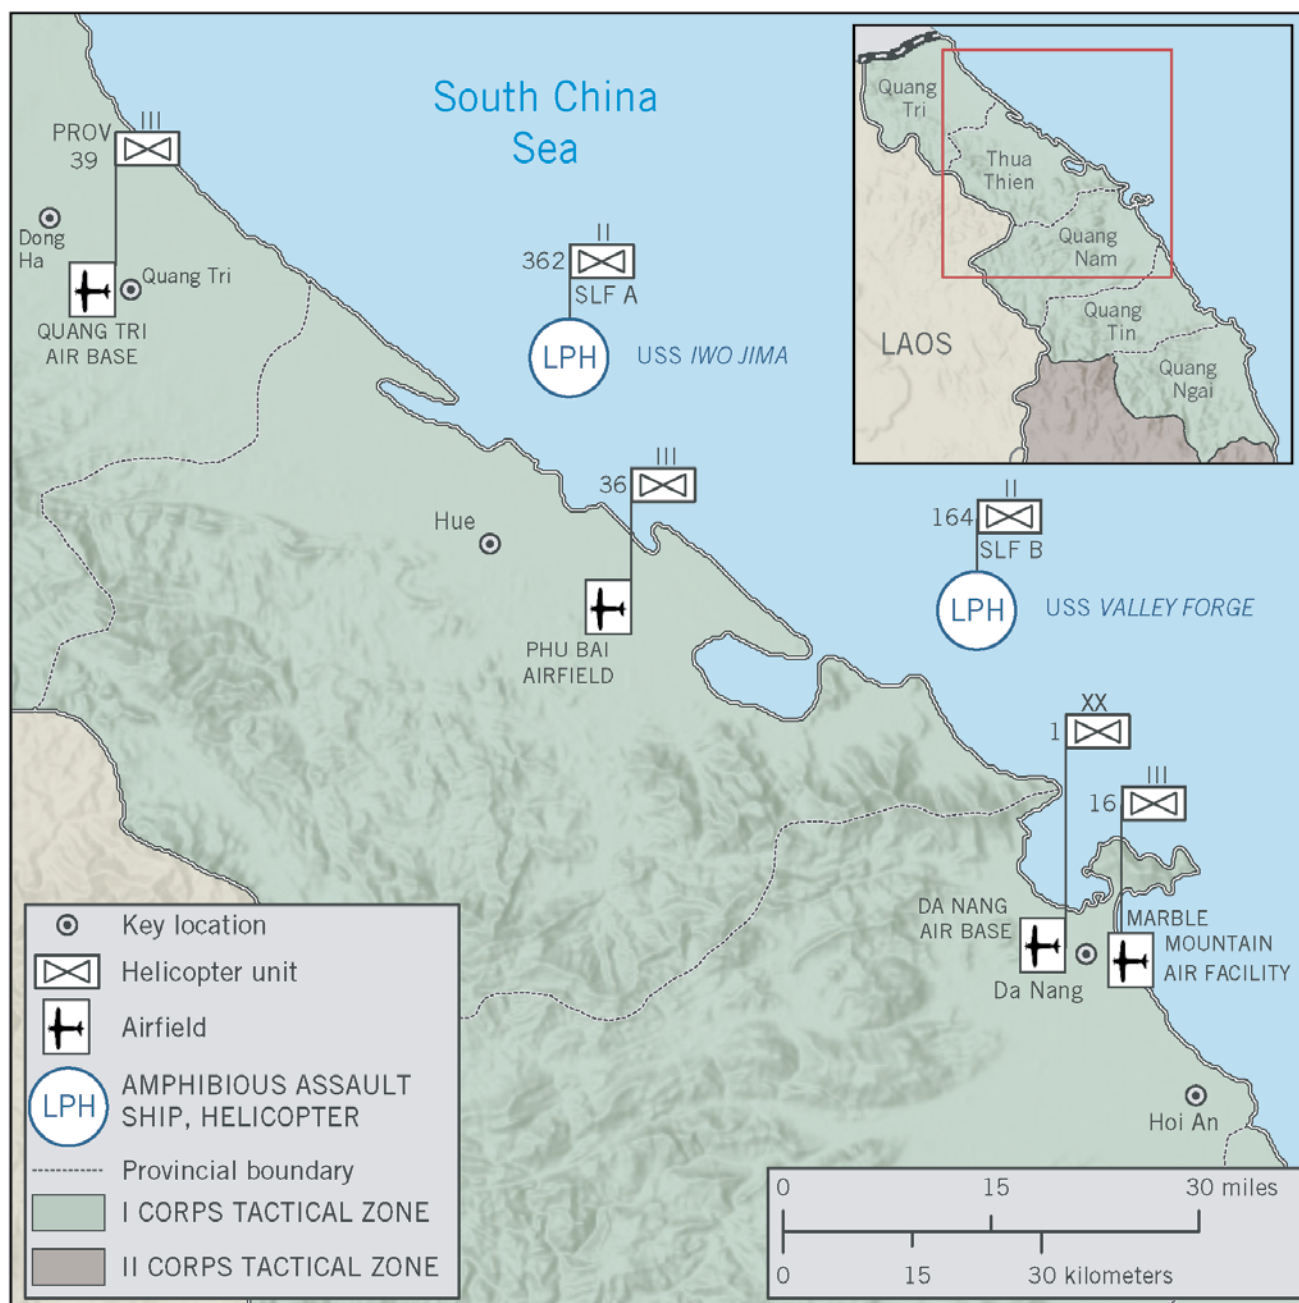 South China
Sea
III
PROV
39
Dong
Ha
Quang Tri
QUANG TRI
AIR BASE
II
362
SLF A
LPH
USS IWO JIMA
III
36
Hue
PHU BAI
AIRFIELD
II
164
SLF B
LPH
USS VALLEY FORGE
XX
1
III
16
DA NANG
AIR BASE
Da Nang
MARBLE
MOUNTAIN
AIR FACILITY
Hoi An
Quang
Tri
Thua
Thien
Quang
Nam
Quang
Tin
Quang
Ngai
LAOS
Key location
Helicopter unit
Airfield
LPH
AMPHIBIOUS ASSAULT
SHIP, HELICOPTER
Provincial boundary
I CORPS TACTICAL ZONE
II CORPS TACTICAL ZONE
0 15 30 miles
0 15 30 kilometers